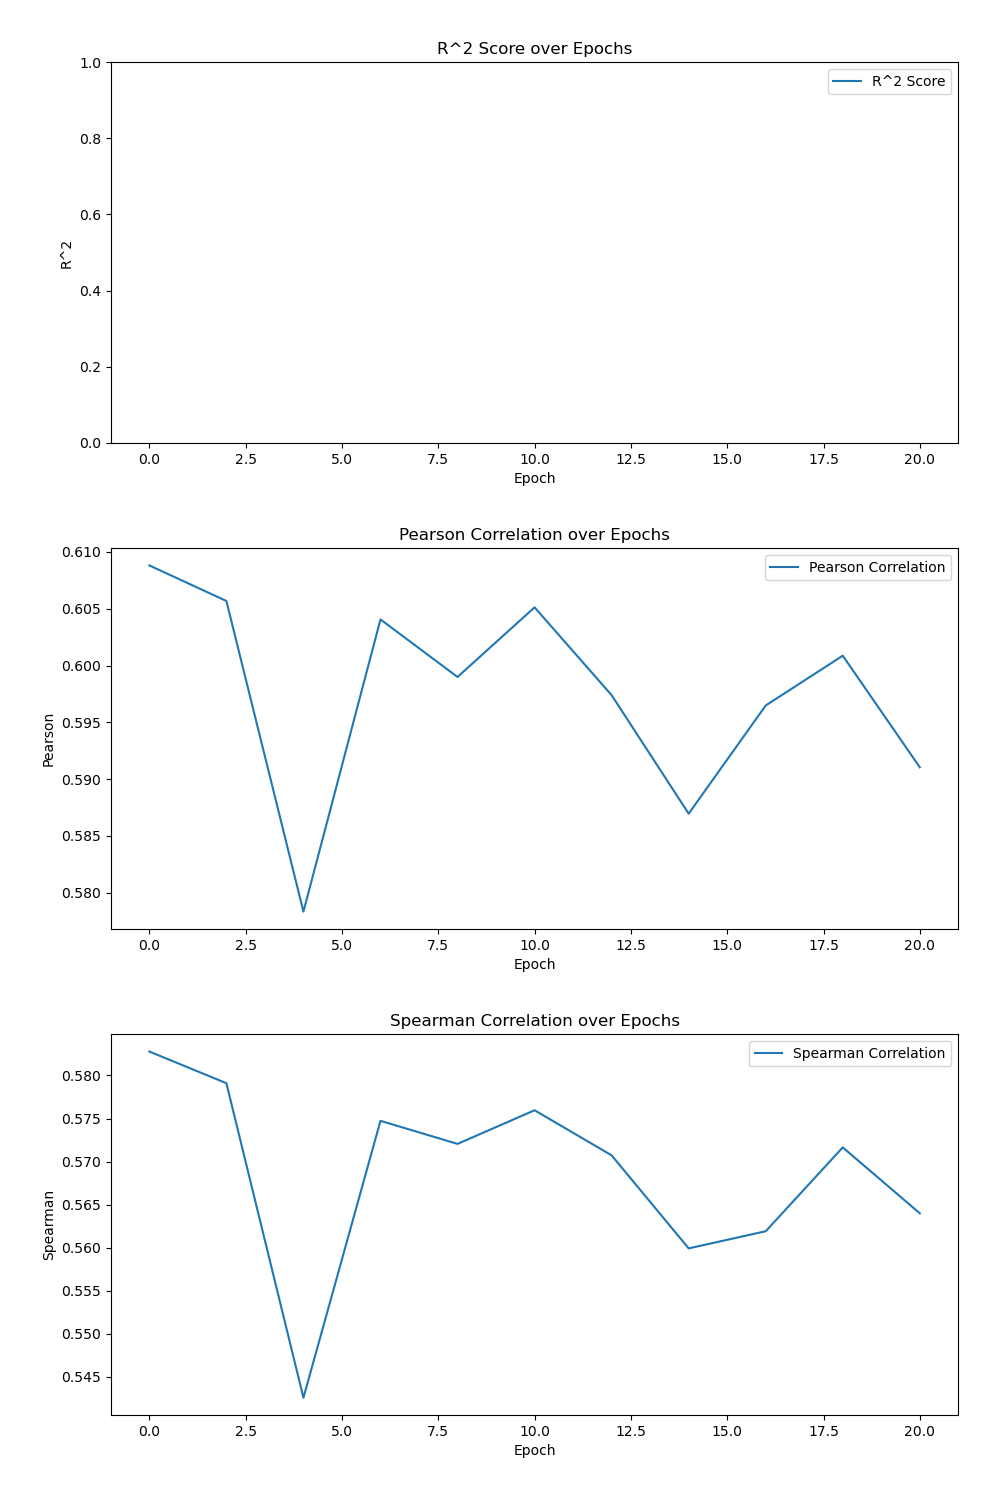 R^2 Score over Epochs
R^2 Score
1.0
0.8
0.6
0.4
0.2
0.0
R^2
0.0 2.5 5.0 7.5 10.0 12.5 15.0 17.5 20.0
Epoch
Pearson Correlation over Epochs
Pearson Correlation
0.610
0.605
0.600
0.595
0.590
0.585
0.580
Pearson
0.0 2.5 5.0 7.5 10.0 12.5 15.0 17.5 20.0
Epoch
Spearman Correlation over Epochs
Spearman Correlation
0.580
0.575
0.570
0.565
0.560
0.555
0.550
0.545
Spearman
0.0 2.5 5.0 7.5 10.0 12.5 15.0 17.5 20.0
Epoch